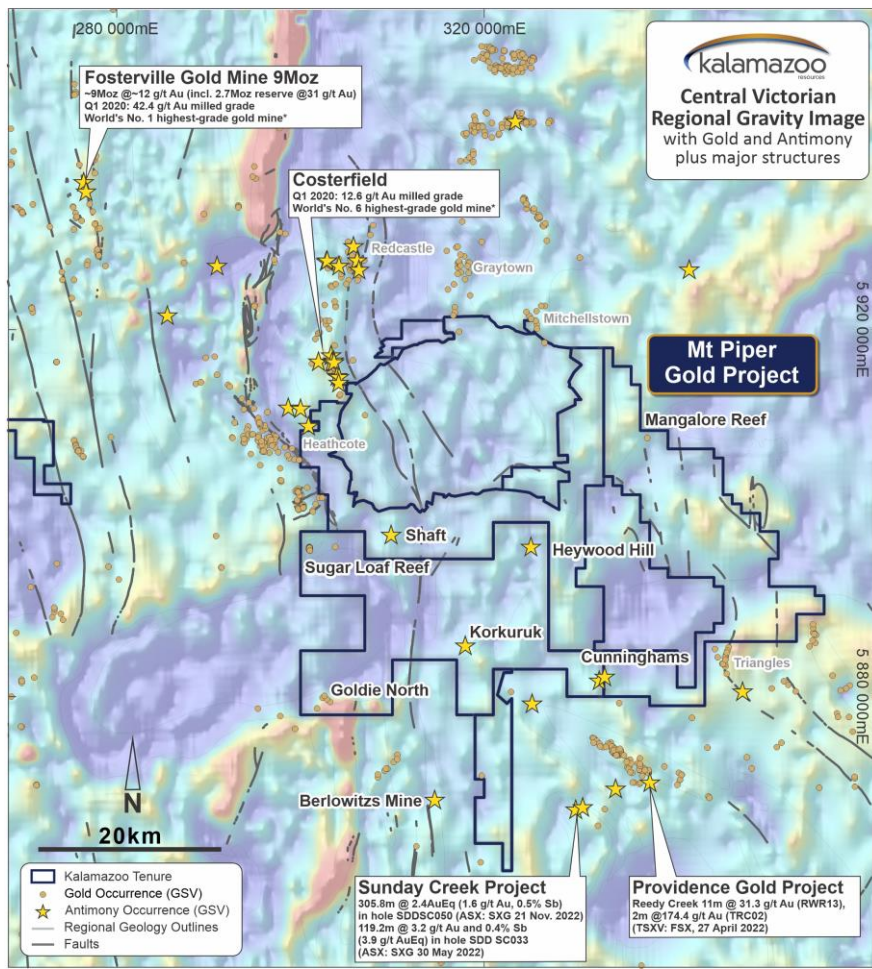 280 000mE
320 000mE
kalamazoo
resources
Central Victorian
Regional Gravity Image
with Gold and Antimony
plus major structures
Fosterville Gold Mine 9Moz
~9Moz @~12 g/t Au (incl. 2.7Moz reserve @31 g/t Au)
Q1 2020: 42.4 g/t Au milled grade
World's No. 1 highest-grade gold mine*
Costerfield
Q1 2020: 12.6 g/t Au milled grade
World's No. 6 highest-grade gold mine*
Redcastle
Graytown
Mitchellstown
5 920 000mE
Mt Piper
Gold Project
Mangalore Reef
Heathcote
Shaft
Heywood Hill
Sugar Loaf Reef
Korkuruk
Cunninghams
Triangles
Goldie North
5 880 000mE
Berlowitzs Mine
N
20km
Kalamazoo Tenure
Gold Occurrence (GSV)
Antimony Occurrence (GSV)
Regional Geology Outlines
Faults
Sunday Creek Project
305.8m @ 2.4AuEq (1.6 g/t Au, 0.5% Sb)
in hole SDDSC050 (ASX: SXG 21 Nov. 2022)
119.2m @ 3.2 g/t Au and 0.4% Sb
(3.9 g/t AuEq) in hole SDD SC033
(ASX: SXG 30 May 2022)
Providence Gold Project
Reedy Creek 11m @ 31.3 g/t Au (RWR13),
2m @174.4 g/t Au (TRC02)
(TSXV: FSX, 27 April 2022)